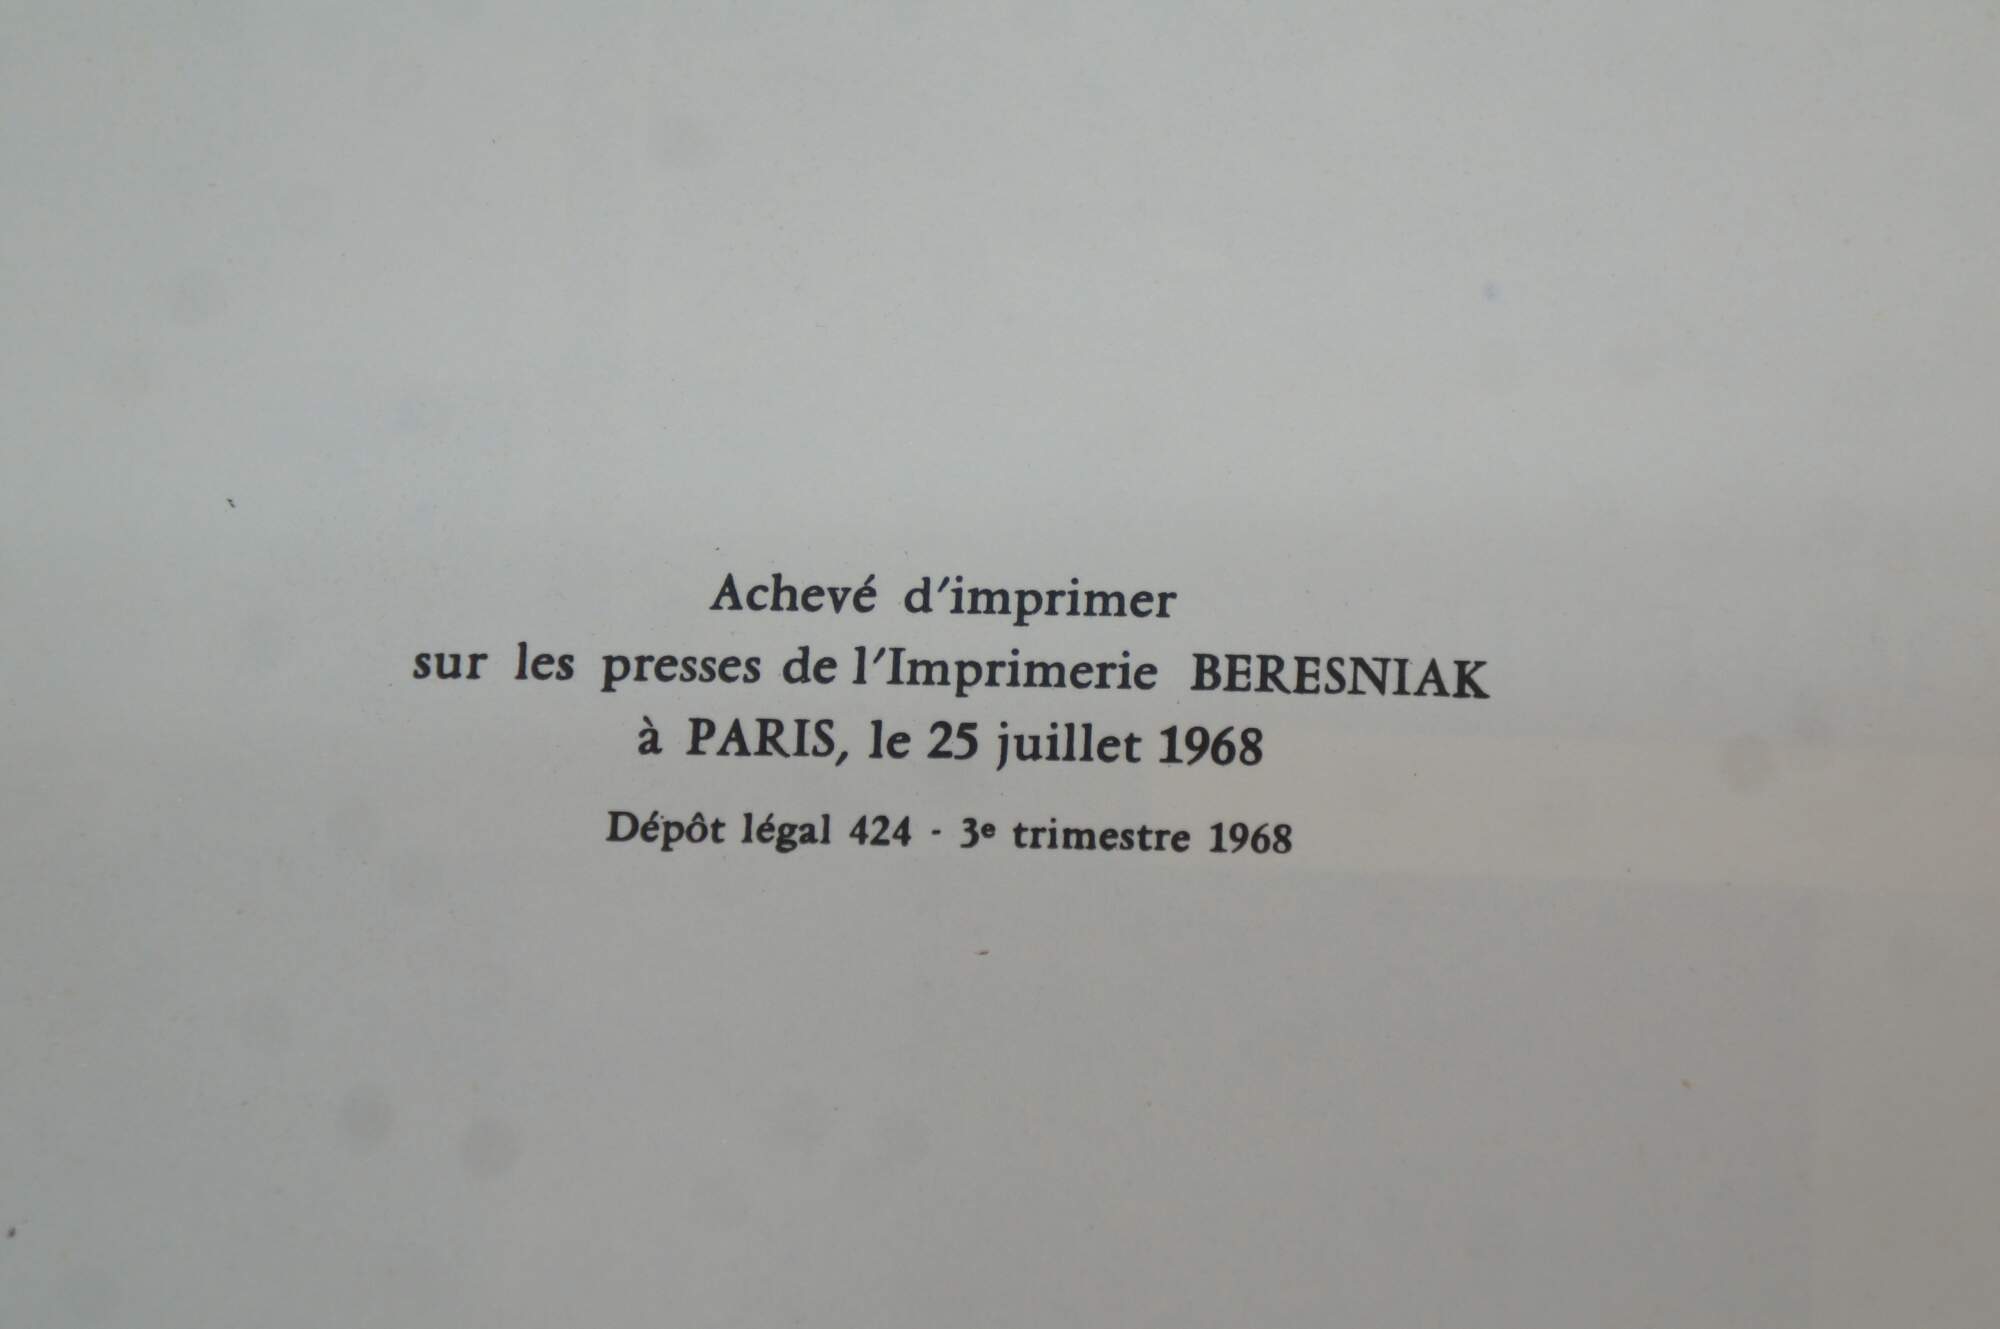 Achevé d'imprimer
sur les presses de l'Imprimerie BERESNIAK
à PARIS, le 25 juillet 1968
Dépôt légal 424 - 3e trimestre 1968